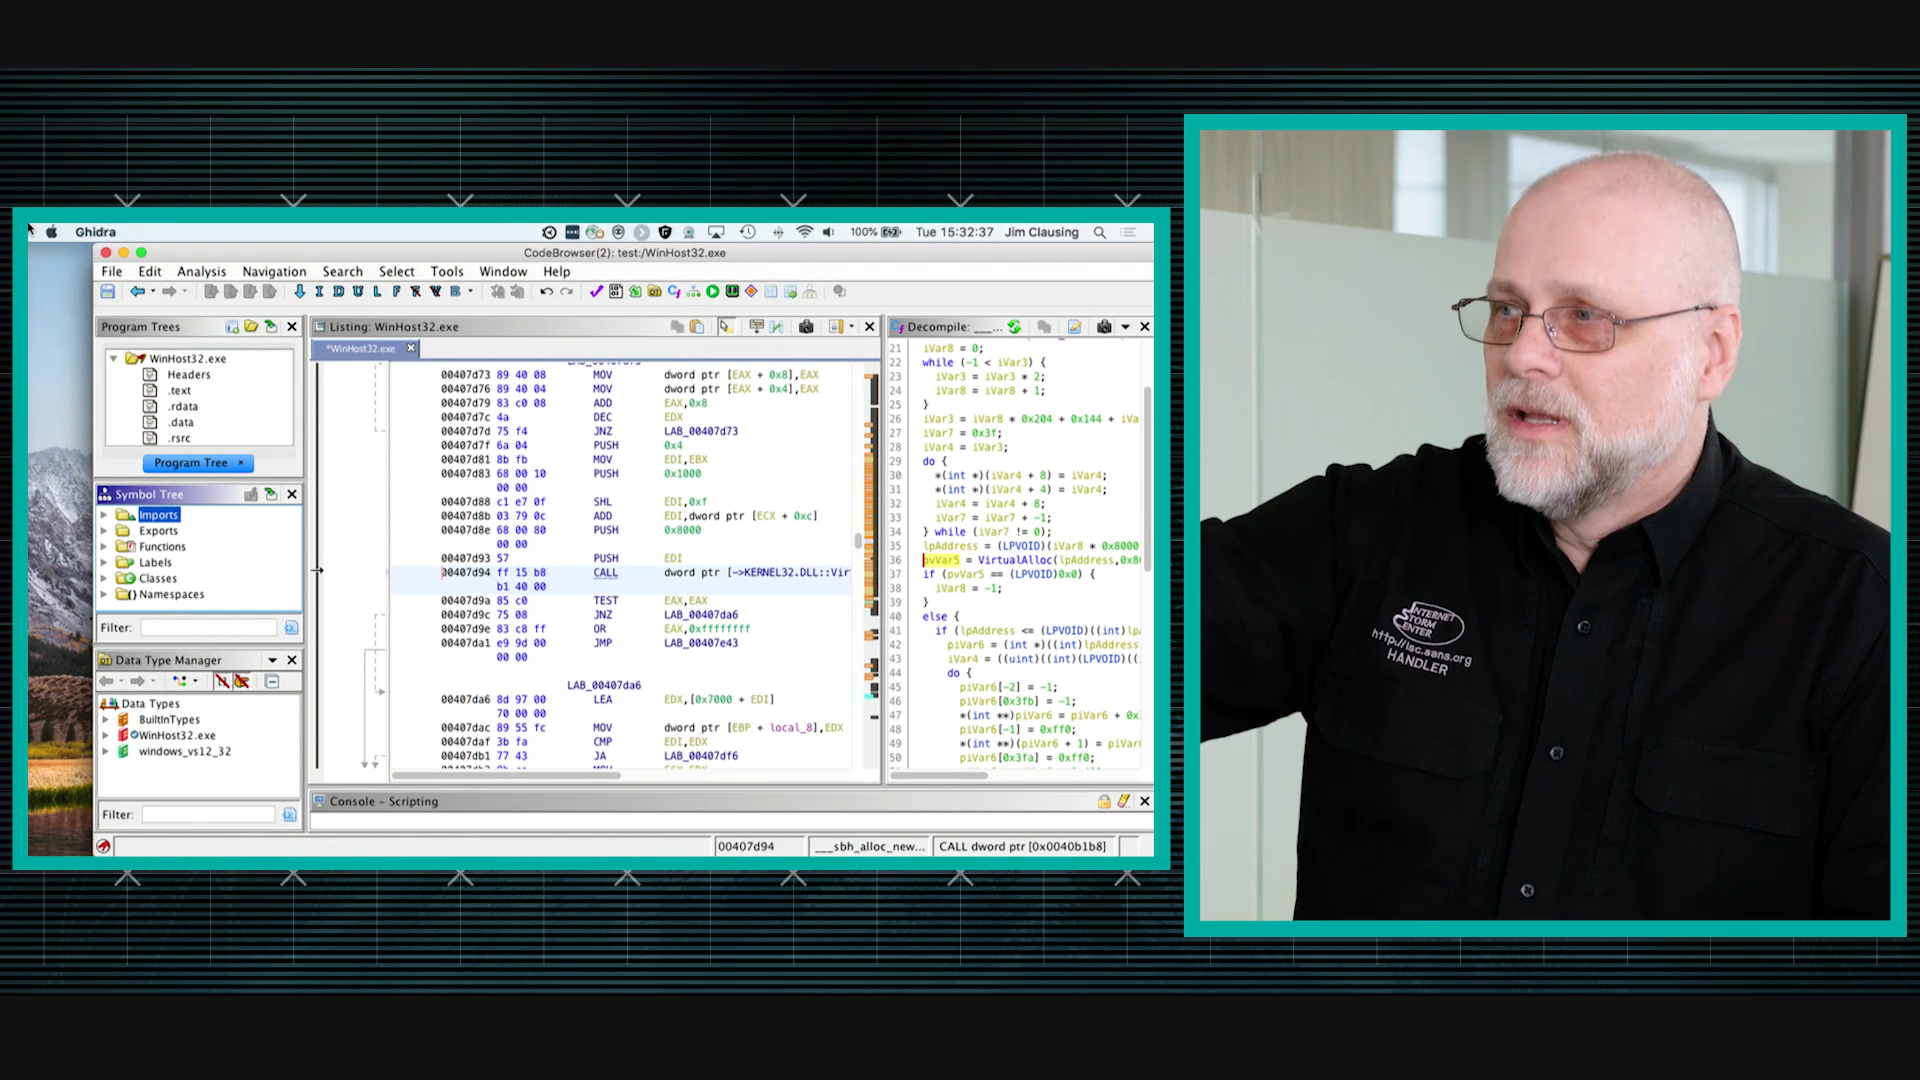 Ghidra
100%
Tue 15:32:37
Jim Clausing
CodeBrowser(2): test:/WinHost32.exe
File Edit Analysis Navigation Search Select Tools Window Help
I D U L F
B
Program Trees
WinHost32.exe
Headers
.text
.rdata
.data
.rsrc
Program Tree ×
Symbol Tree
Imports
Exports
Functions
Labels
Classes
Namespaces
Filter:
Data Type Manager
Data Types
BuiltInTypes
WinHost32.exe
windows_vs12_32
Filter:
Listing: WinHost32.exe
*WinHost32.exe
00407d73 89 40 08 MOV dword ptr [EAX + 0x8],EAX
00407d76 89 40 04 MOV dword ptr [EAX + 0x4],EAX
00407d79 83 c0 08 ADD EAX,0x8
00407d7c 4a DEC EDX
00407d7d 75 f4 JNZ LAB_00407d73
00407d7f 6a 04 PUSH 0x4
00407d81 8b fb MOV EDI,EBX
00407d83 68 00 10 PUSH 0x1000
00 00
00407d88 c1 e7 0f SHL EDI,0xf
00407d8b 03 79 0c ADD EDI,dword ptr [ECX + 0xc]
00407d8e 68 00 80 PUSH 0x8000
00 00
00407d93 57 PUSH EDI
00407d94 ff 15 b8 CALL dword ptr [->KERNEL32.DLL::Vir
b1 40 00
00407d9a 85 c0 TEST EAX,EAX
00407d9c 75 08 JNZ LAB_00407da6
00407d9e 83 c8 ff OR EAX,0xffffffff
00407da1 e9 9d 00 JMP LAB_00407e43
00 00
LAB_00407da6
00407da6 8d 97 00 LEA EDX,[0x7000 + EDI]
70 00 00
00407dac 89 55 fc MOV dword ptr [EBP + local_8],EDX
00407daf 3b fa CMP EDI,EDX
00407db1 77 43 JA LAB_00407df6
Decompile: ___...
21 iVar8 = 0;
22 while (-1 < iVar3) {
23 iVar3 = iVar3 * 2;
24 iVar8 = iVar8 + 1;
25 }
26 iVar3 = iVar8 * 0x204 + 0x144 + iVa
27 iVar7 = 0x3f;
28 iVar4 = iVar3;
29 do {
30 *(int *)(iVar4 + 8) = iVar4;
31 *(int *)(iVar4 + 4) = iVar4;
32 iVar4 = iVar4 + 8;
33 iVar7 = iVar7 + -1;
34 } while (iVar7 != 0);
35 lpAddress = (LPVOID)(iVar8 * 0x8000
36 pvVar5 = VirtualAlloc(lpAddress,0x8
37 if (pvVar5 == (LPVOID)0x0) {
38 iVar8 = -1;
39 }
40 else {
41 if (lpAddress <= (LPVOID)((int)lp
42 piVar6 = (int *)((int)lpAddress
43 iVar4 = ((uint)((int)(LPVOID)((
44 do {
45 piVar6[-2] = -1;
46 piVar6[0x3fb] = -1;
47 *(int **)piVar6 = piVar6 + 0x
48 piVar6[-1] = 0xff0;
49 *(int **)(piVar6 + 1) = piVar
50 piVar6[0x3fa] = 0xff0;
Console - Scripting
00407d94
___sbh_alloc_new...
CALL dword ptr [0x0040b1b8]
INTERNET
STORM
CENTER
http://isc.sans.org
HANDLER